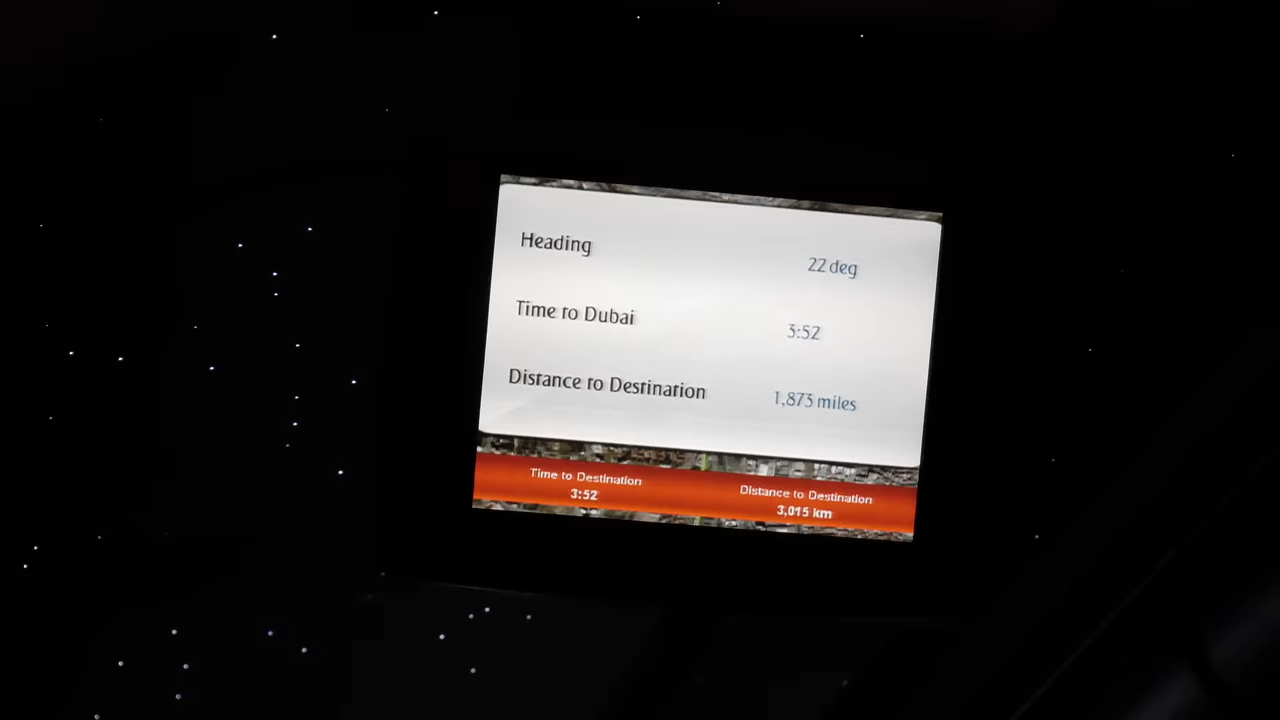 Heading 22 deg
Time to Dubai 3:52
Distance to Destination 1,873 miles
Time to Destination Distance to Destination
3:52 3,015 km